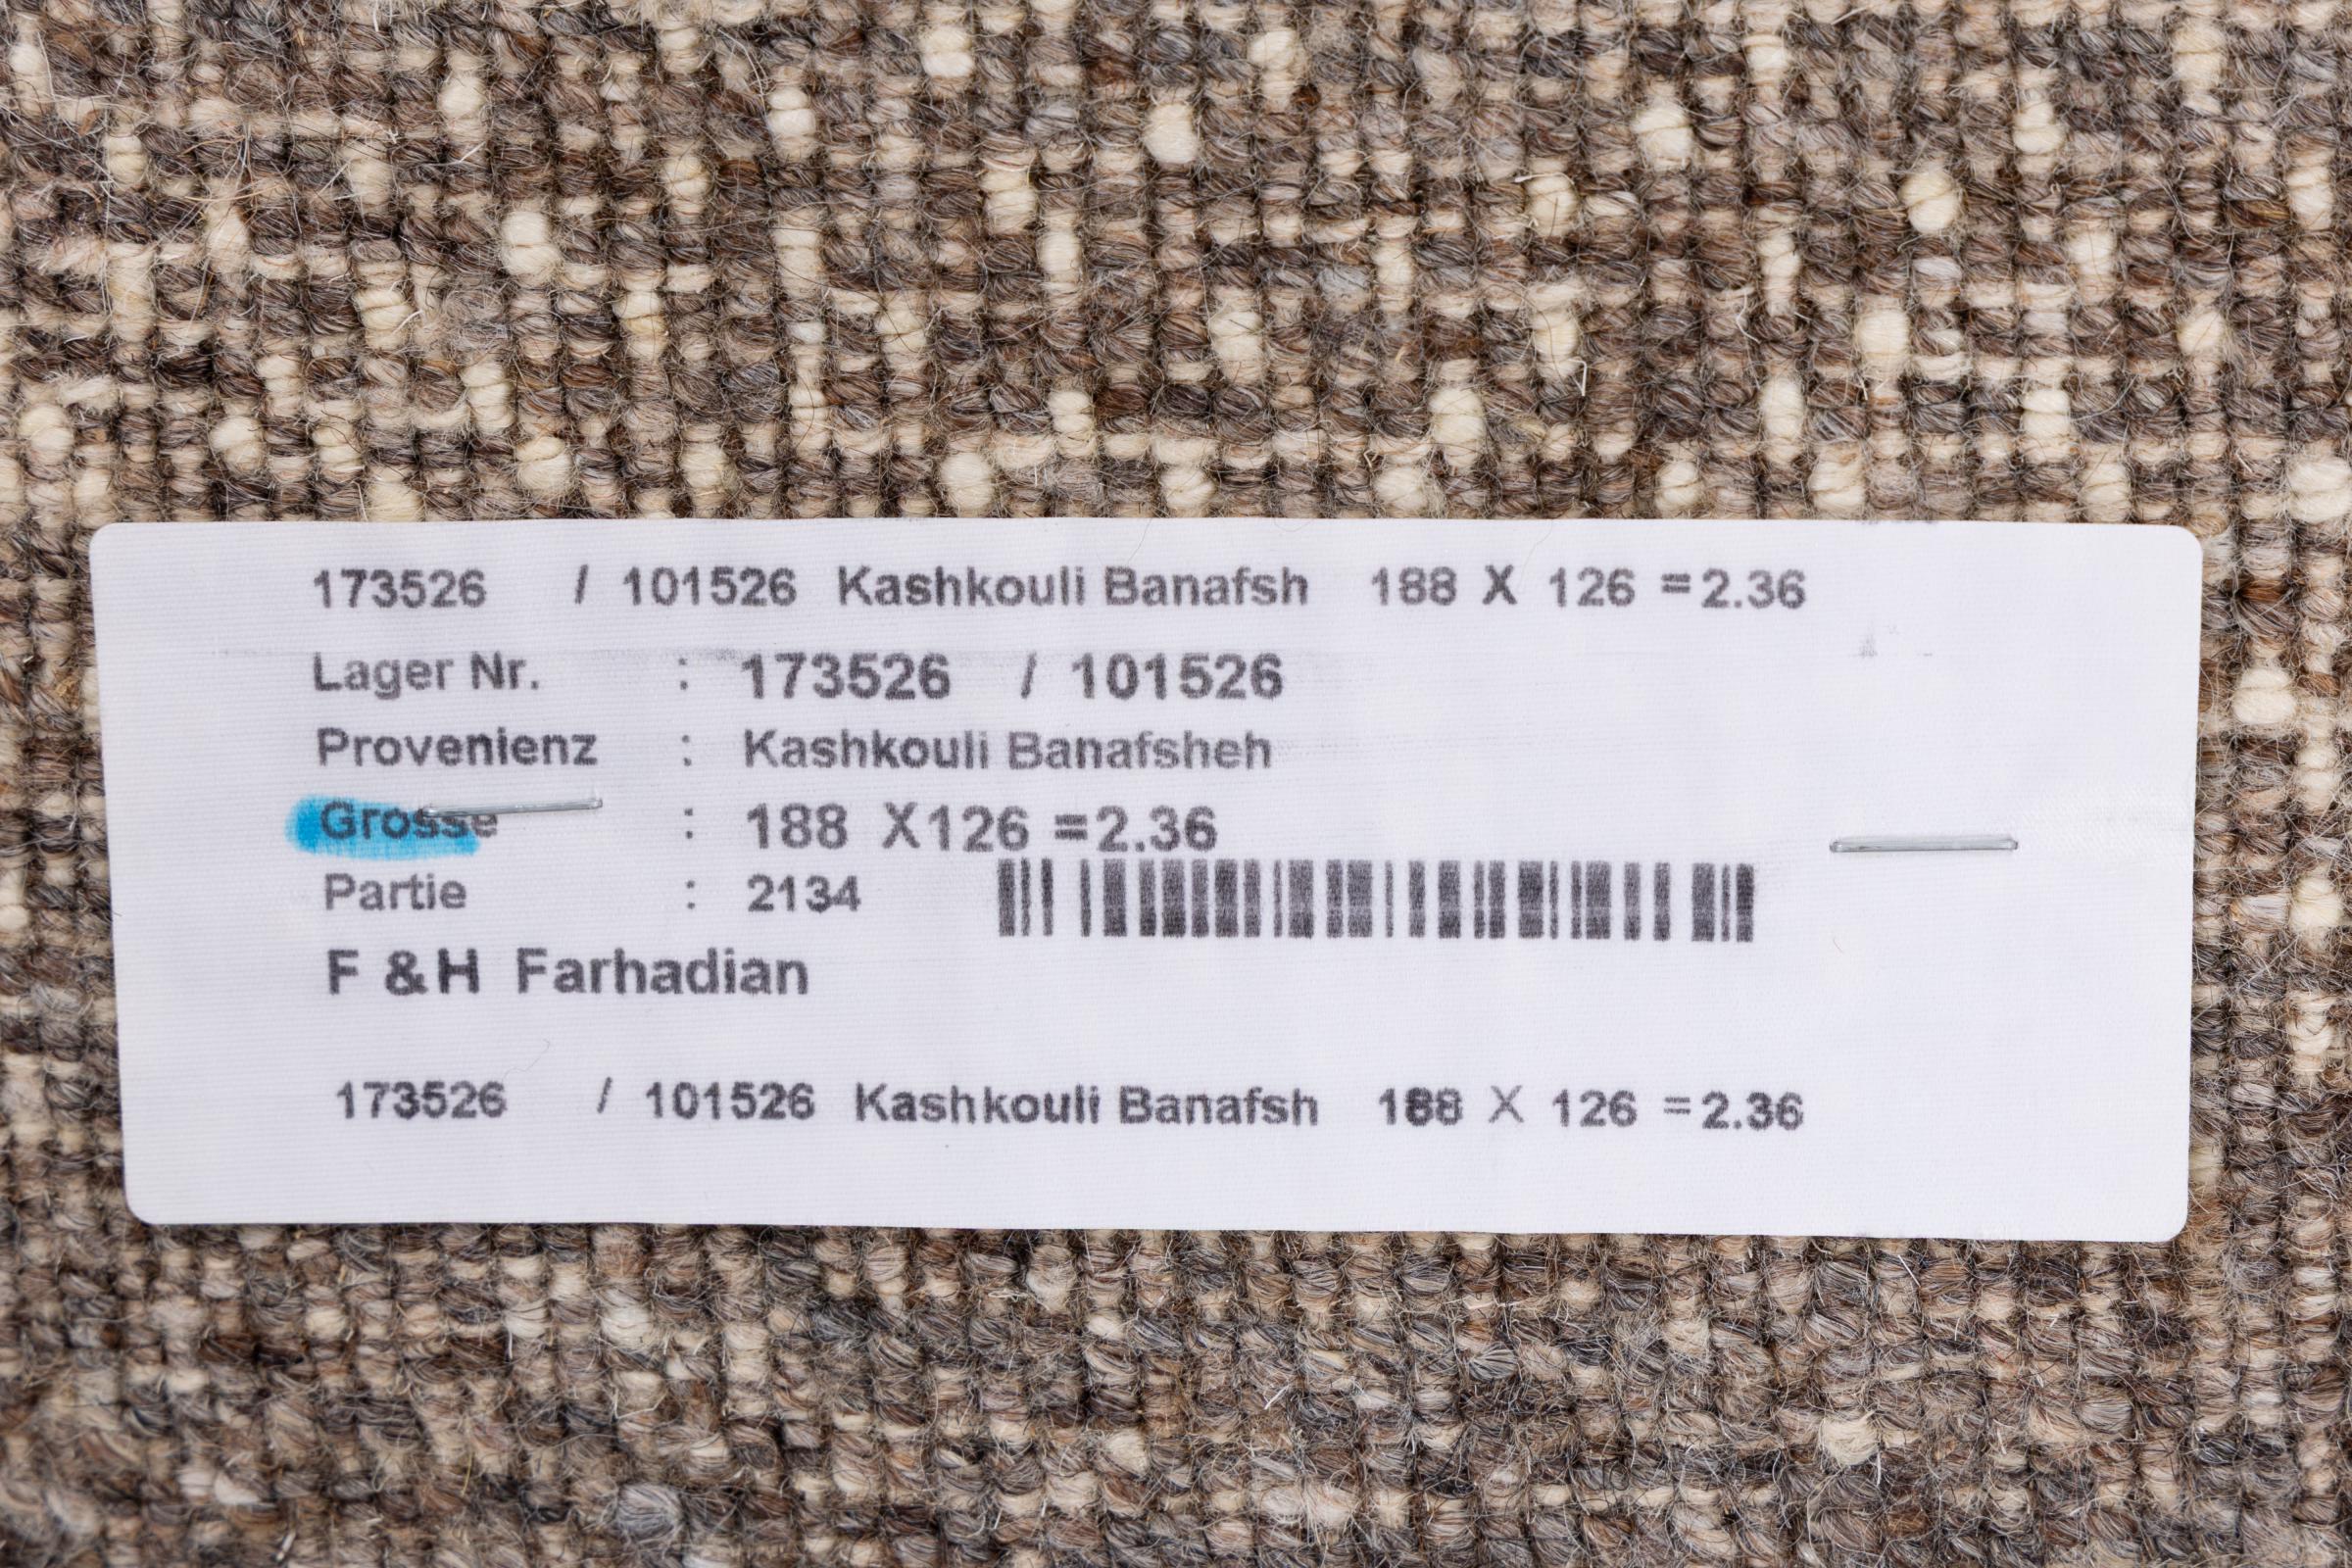 173526 / 101526 Kashkouli Banafsh 188 X 126 =2.36
Lager Nr. : 173526 / 101526
Provenienz : Kashkouli Banafsheh
Grosse : 188 X126 =2.36
Partie : 2134
F &H Farhadian
173526 / 101526 Kashkouli Banafsh 188 X 126 =2.36